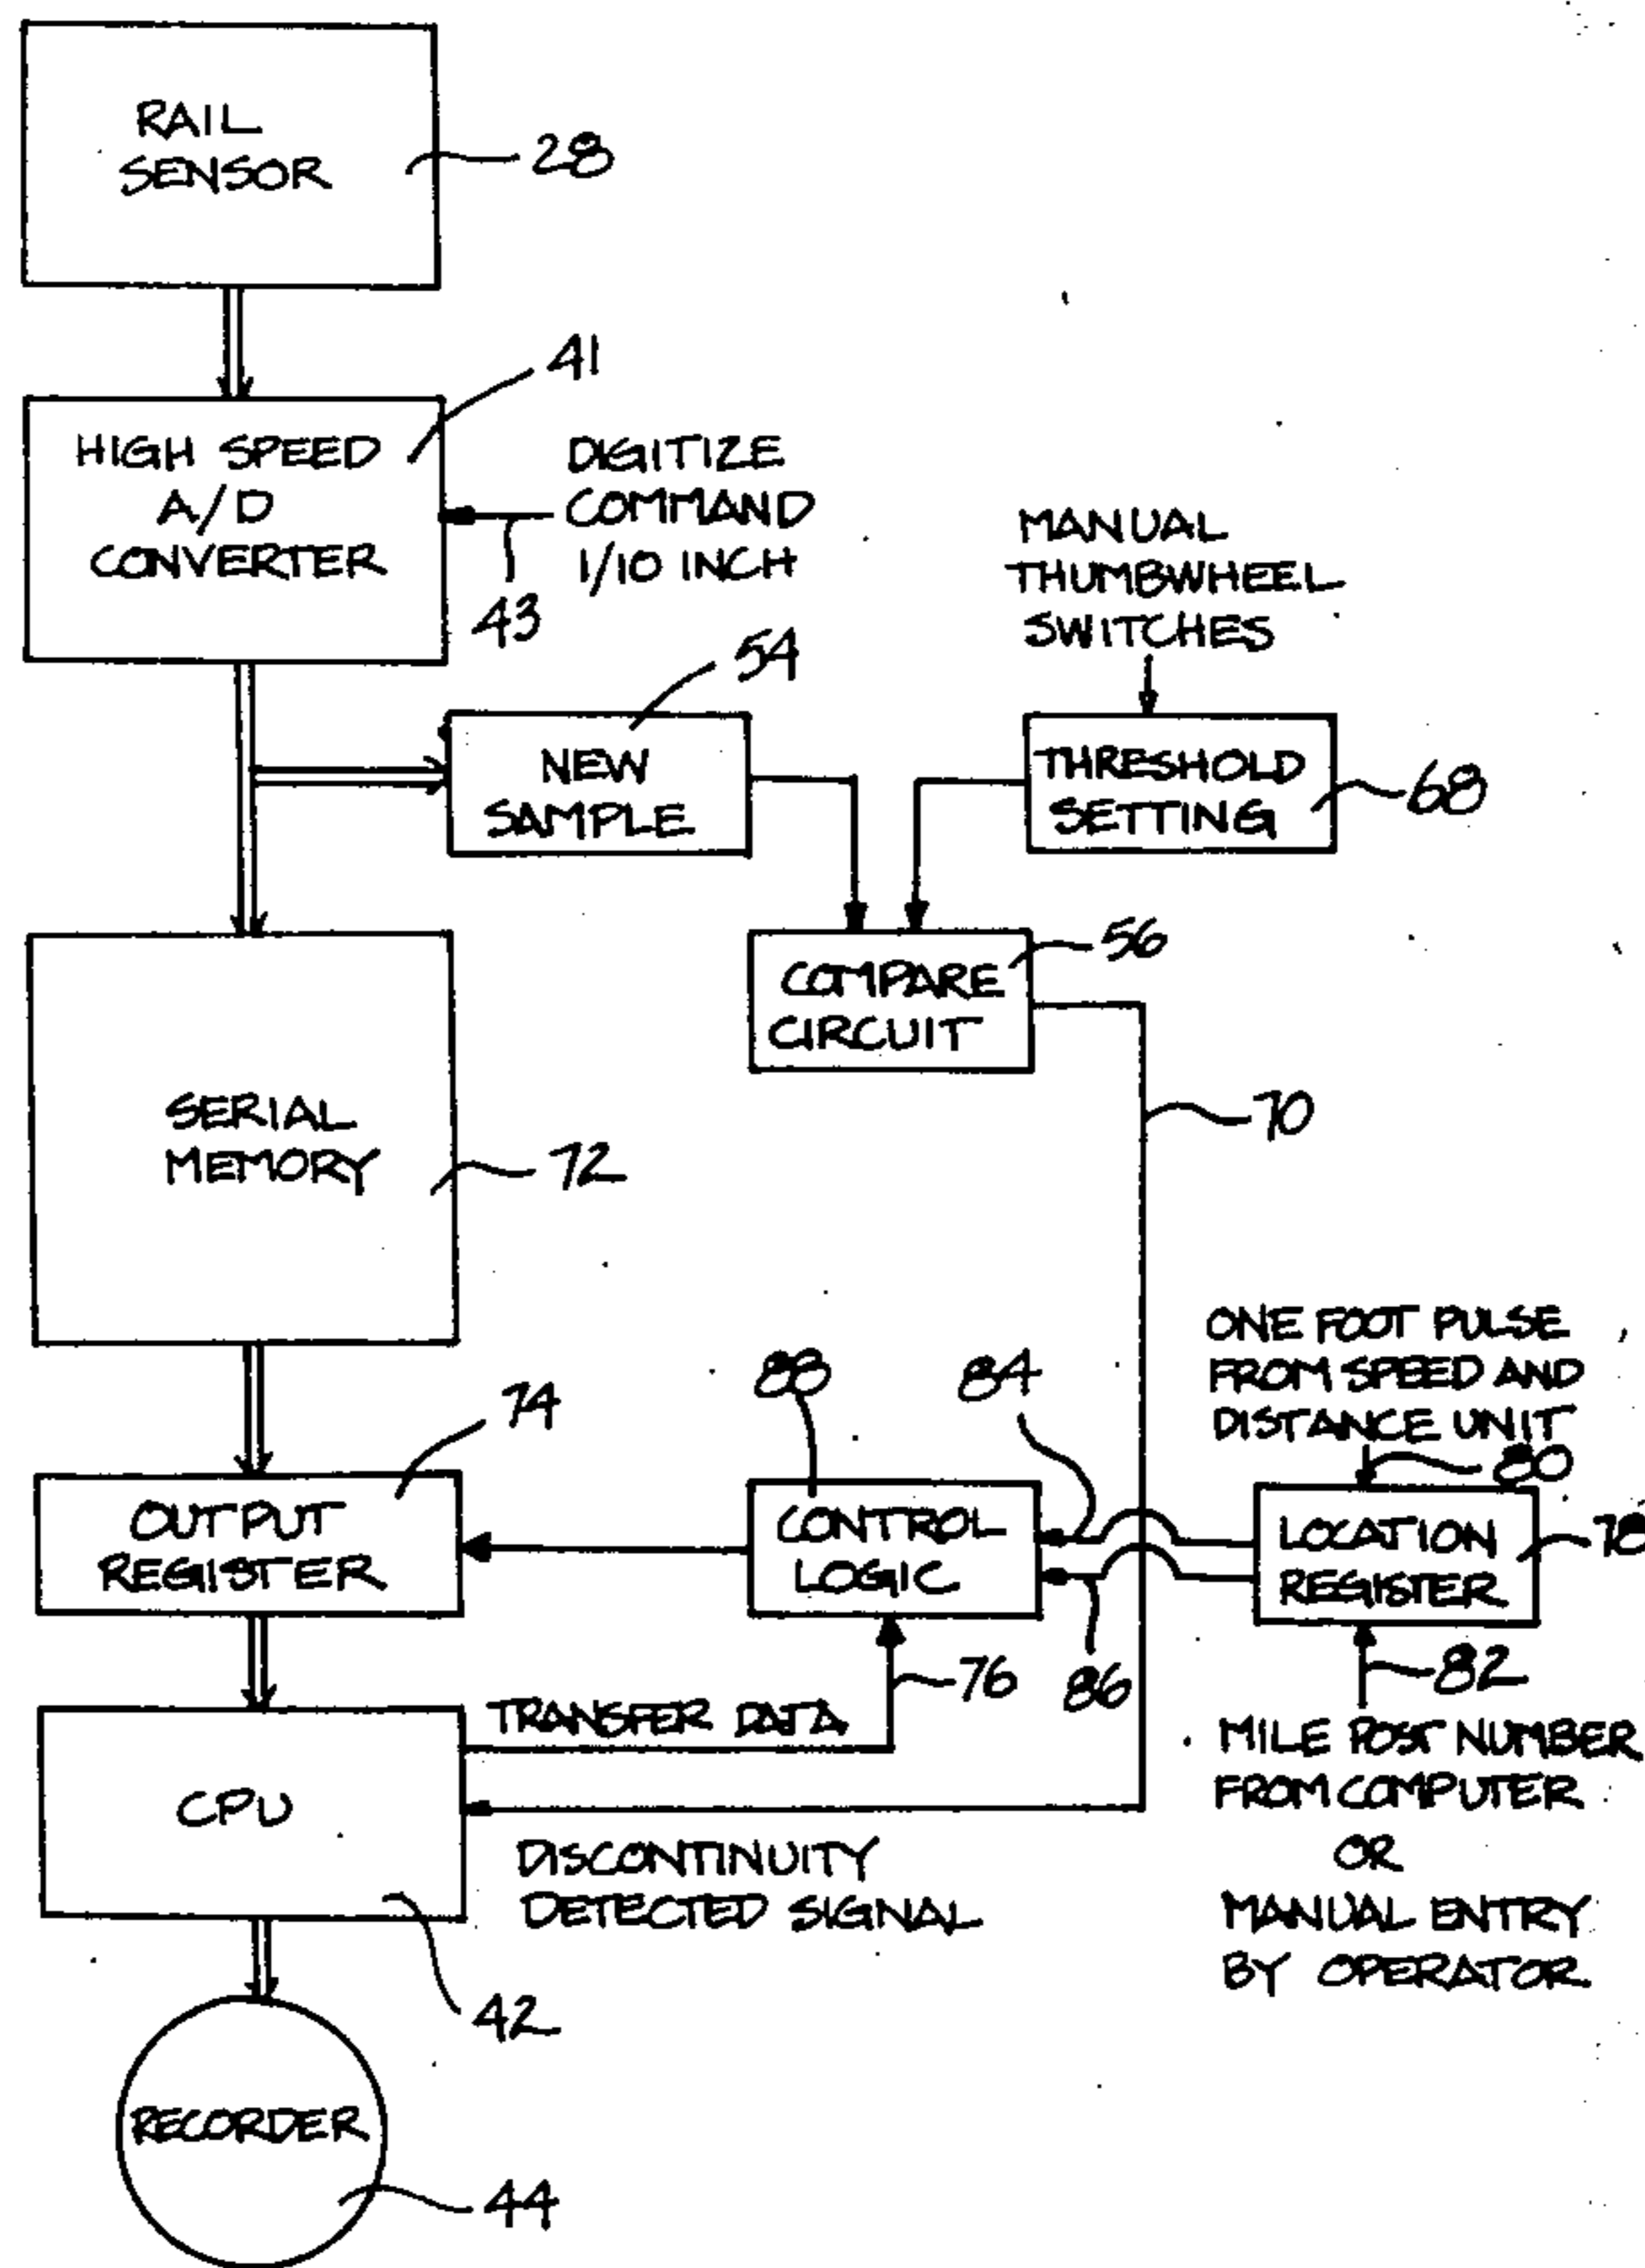 RAIL
SENSOR
28
41
HIGH SPEED
A/D
CONVERTER
DIGITIZE
COMMAND
1/10 INCH
43
MANUAL
THUMBWHEEL
SWITCHES
54
NEW
SAMPLE
THRESHOLD
SETTING
68
56
COMPARE
CIRCUIT
70
SERIAL
MEMORY
72
ONE FOOT PULSE
FROM SPEED AND
DISTANCE UNIT
80
74
88
84
OUTPUT
REGISTER
CONTROL
LOGIC
LOCATION
REGISTER
78
76
86
82
TRANSFER DATA
MILE POST NUMBER
FROM COMPUTER
OR
MANUAL ENTRY
BY OPERATOR
CPU
DISCONTINUITY
DETECTED SIGNAL
42
RECORDER
44